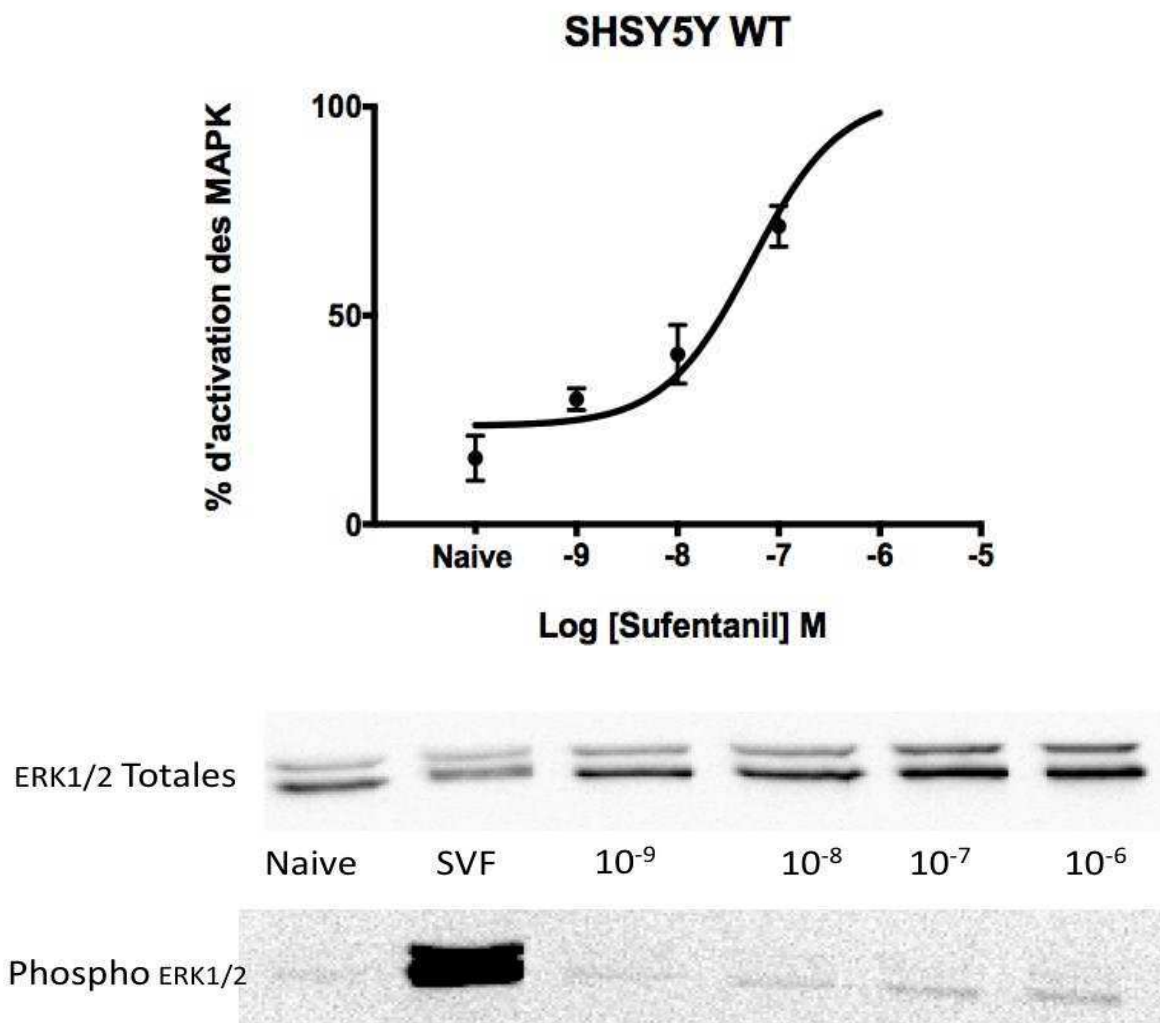 SHSY5Y WT
% d'activation des MAPK
100
50
0
Naive -9 -8 -7 -6 -5
Log [Sufentanil] M
ERK1/2 Totales
Naive SVF 10⁻⁹ 10⁻⁸ 10⁻⁷ 10⁻⁶
Phospho ERK1/2